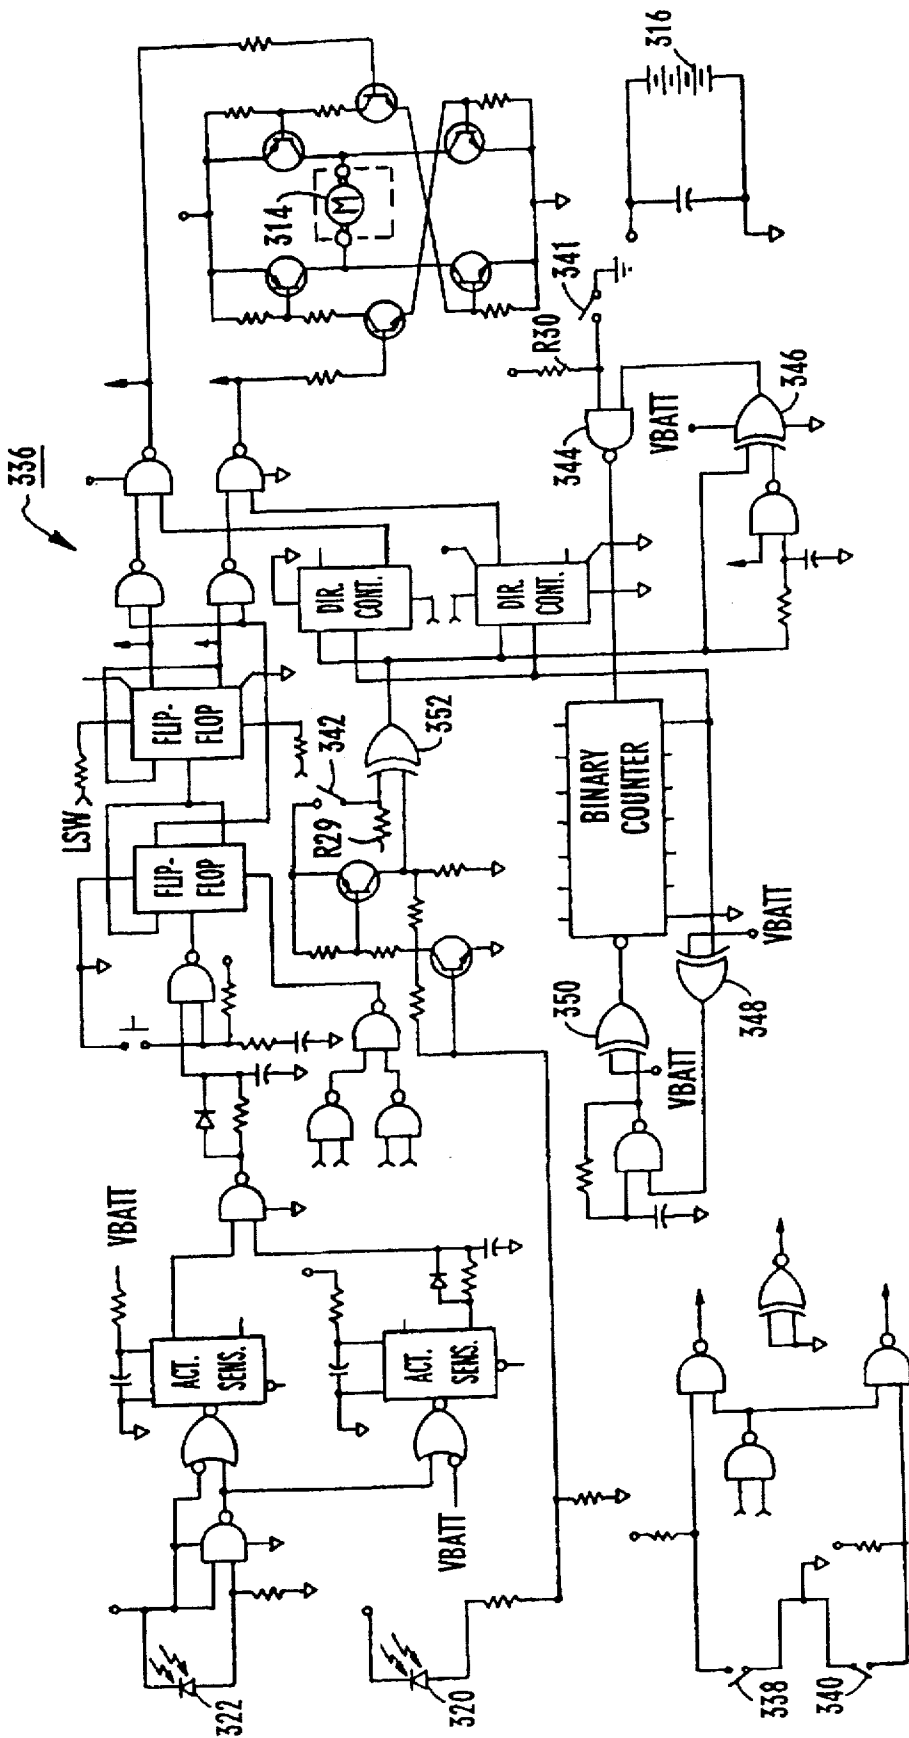 336
322
ACT.
SENS.
VBATT
FLIP-
FLOP
LSW
FLIP-
FLOP
314
M
320
VBATT
ACT.
SENS.
R29
342
352
DIR.
CONT.
DIR.
CONT.
338
340
350
VBATT
BINARY
COUNTER
348
VBATT
344
R30
341
VBATT
346
316